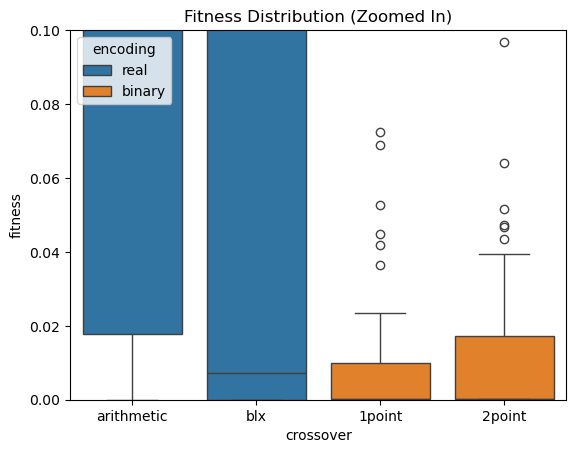 Fitness Distribution (Zoomed In)
encoding
real
binary
0.10
0.08
0.06
0.04
0.02
0.00
fitness
arithmetic
blx
1point
2point
crossover